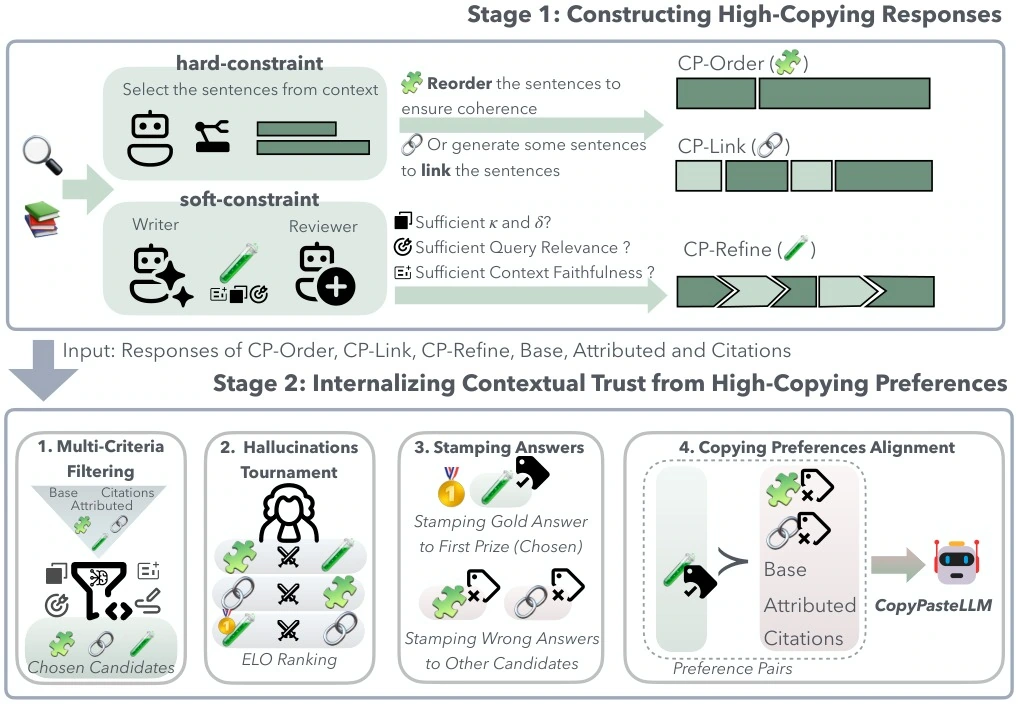 Stage 1: Constructing High-Copying Responses
hard-constraint
Select the sentences from context
Reorder the sentences to
ensure coherence
Or generate some sentences
to link the sentences
CP-Order ( )
CP-Link ( )
soft-constraint
Writer
Reviewer
Sufficient κ and δ?
Sufficient Query Relevance ?
Sufficient Context Faithfulness ?
CP-Refine ( )
Input: Responses of CP-Order, CP-Link, CP-Refine, Base, Attributed and Citations
Stage 2: Internalizing Contextual Trust from High-Copying Preferences
1. Multi-Criteria
Filtering
Base Citations
Attributed
Chosen Candidates
2. Hallucinations
Tournament
1
ELO Ranking
3. Stamping Answers
1
Stamping Gold Answer
to First Prize (Chosen)
Stamping Wrong Answers
to Other Candidates
4. Copying Preferences Alignment
Base
Attributed
Citations
Preference Pairs
CopyPasteLLM